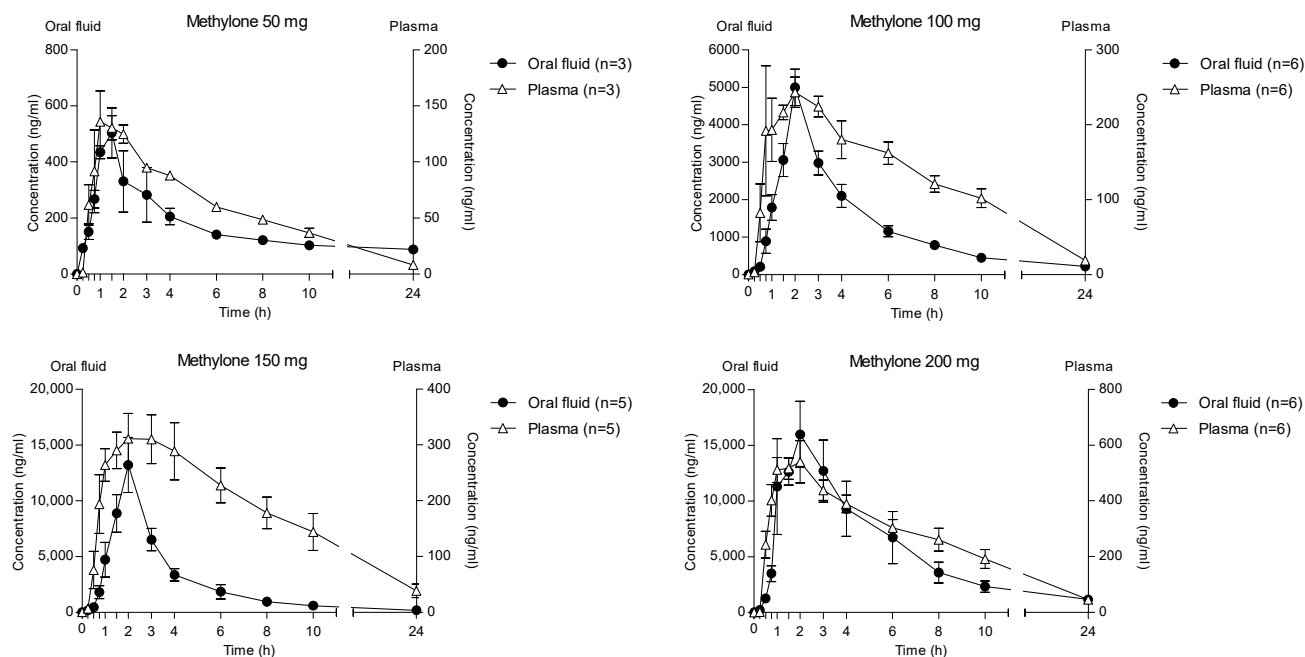 Methylone 50 mg
Oral fluid
Plasma
800
600
400
200
0
Concentration (ng/ml)
200
150
100
50
0
Concentration (ng/ml)
0 1 2 3 4 6 8 10 24
Time (h)
Oral fluid (n=3)
Plasma (n=3)
Methylone 100 mg
Oral fluid
Plasma
6000
5000
4000
3000
2000
1000
0
Concentration (ng/ml)
300
200
100
0
Concentration (ng/ml)
0 1 2 3 4 6 8 10 24
Time (h)
Oral fluid (n=6)
Plasma (n=6)
Methylone 150 mg
Oral fluid
Plasma
20,000
15,000
10,000
5,000
0
Concentration (ng/ml)
400
300
200
100
0
Concentration (ng/ml)
0 1 2 3 4 6 8 10 24
Time (h)
Oral fluid (n=5)
Plasma (n=5)
Methylone 200 mg
Oral fluid
Plasma
20,000
15,000
10,000
5,000
0
Concentration (ng/ml)
800
600
400
200
0
Concentration (ng/ml)
0 1 2 3 4 6 8 10 24
Time (h)
Oral fluid (n=6)
Plasma (n=6)